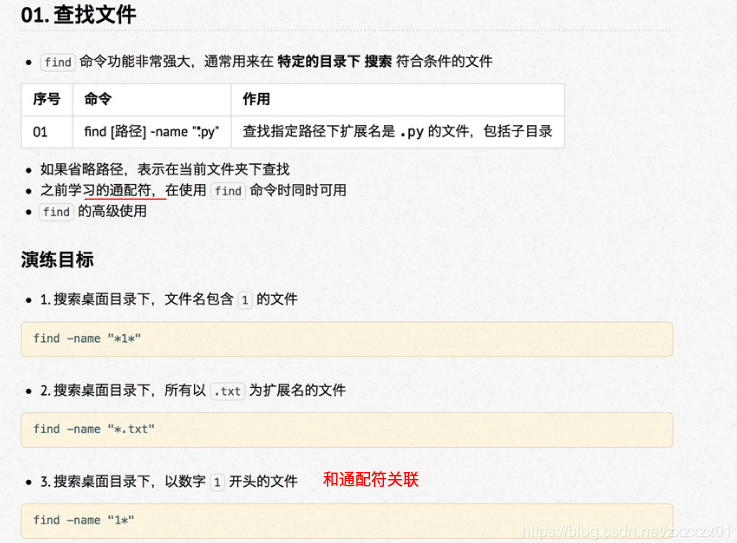 01. 查找文件
find 命令功能非常强大，通常用来在 特定的目录下 搜索 符合条件的文件
序号 命令 作用
01 find [路径] -name "*.py" 查找指定路径下扩展名是 .py 的文件，包括子目录
如果省略路径，表示在当前文件夹下查找
之前学习的通配符，在使用 find 命令时同时可用
find 的高级使用
演练目标
1. 搜索桌面目录下，文件名包含 1 的文件
find -name "*1*"
2. 搜索桌面目录下，所有以 .txt 为扩展名的文件
find -name "*.txt"
3. 搜索桌面目录下，以数字 1 开头的文件 和通配符关联
find -name "1*"
https://blog.csdn.net/zxzxzx01